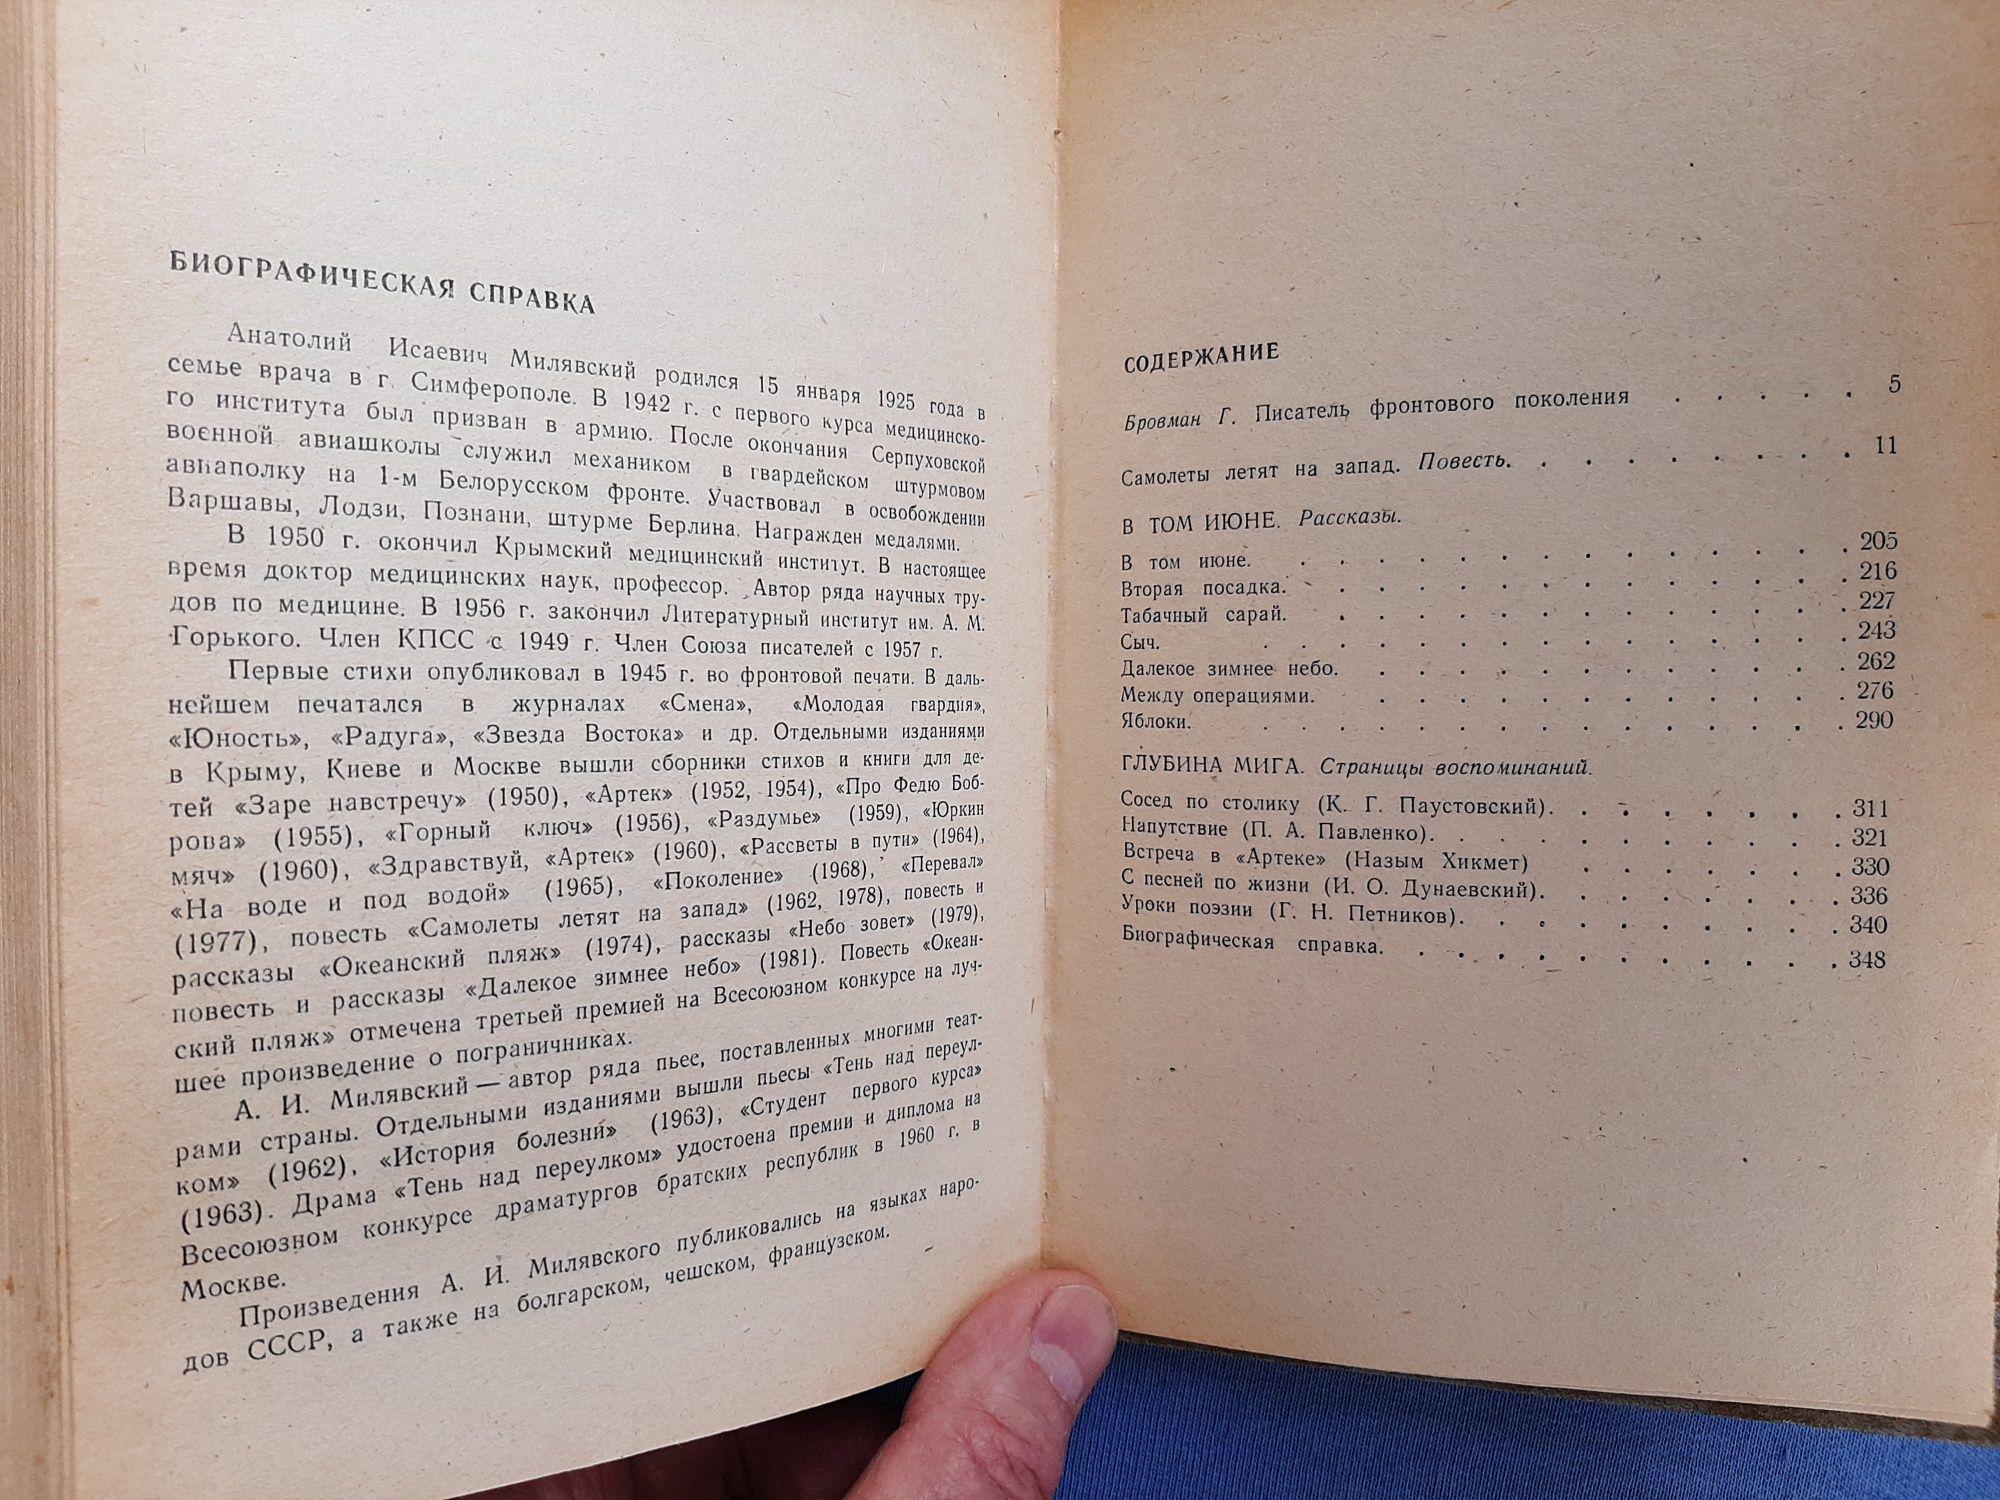 БИОГРАФИЧЕСКАЯ СПРАВКА
Анатолий Исаевич Милявский родился 15 января 1925 года в
семье врача в г. Симферополе. В 1942 г. с первого курса медицинско-
го института был призван в армию. После окончания Серпуховской
военной авиашколы служил механиком в гвардейском штурмовом
авиаполку на 1-м Белорусском фронте. Участвовал в освобождении
Варшавы, Лодзи, Познани, штурме Берлина. Награжден медалями.
В 1950 г. окончил Крымский медицинский институт. В настоящее
время доктор медицинских наук, профессор. Автор ряда научных тру-
дов по медицине. В 1956 г. закончил Литературный институт им. А. М.
Горького. Член КПСС с 1949 г. Член Союза писателей с 1957 г.
Первые стихи опубликовал в 1945 г. во фронтовой печати. В даль-
нейшем печатался в журналах «Смена», «Молодая гвардия»,
«Юность», «Радуга», «Звезда Востока» и др. Отдельными изданиями
в Крыму, Киеве и Москве вышли сборники стихов и книги для де-
тей «Заре навстречу» (1950), «Артек» (1952, 1954), «Про Федю Боб-
рова» (1955), «Горный ключ» (1956), «Раздумье» (1959), «Юркин
мяч» (1960), «Здравствуй, «Артек» (1960), «Рассветы в пути» (1964),
«На воде и под водой» (1965), «Поколение» (1968), «Перевал»
(1977), повесть «Самолеты летят на запад» (1962, 1978), повесть и
рассказы «Океанский пляж» (1974), рассказы «Небо зовет» (1979),
повесть и рассказы «Далекое зимнее небо» (1981). Повесть «Океан-
ский пляж» отмечена третьей премией на Всесоюзном конкурсе на луч-
шее произведение о пограничниках.
А. И. Милявский — автор ряда пьес, поставленных многими теат-
рами страны. Отдельными изданиями вышли пьесы «Тень над переул-
ком» (1962), «История болезни» (1963), «Студент первого курса»
(1963). Драма «Тень над переулком» удостоена премии и диплома на
Всесоюзном конкурсе драматургов братских республик в 1960 г. в
Москве.
Произведения А. И. Милявского публиковались на языках наро-
дов СССР, а также на болгарском, чешском, французском.
СОДЕРЖАНИЕ
Бровман Г. Писатель фронтового поколения . . . . . 5
Самолеты летят на запад. Повесть. . . . . . . . . 11
В ТОМ ИЮНЕ. Рассказы.
В том июне. . . . . . . . . . . . . 205
Вторая посадка. . . . . . . . . . . . 216
Табачный сарай. . . . . . . . . . . . 227
Сыч. . . . . . . . . . . . . . 243
Далекое зимнее небо. . . . . . . . . . . 262
Между операциями. . . . . . . . . . . 276
Яблоки. . . . . . . . . . . . . 290
ГЛУБИНА МИГА. Страницы воспоминаний.
Сосед по столику (К. Г. Паустовский). . . . . . . . 311
Напутствие (П. А. Павленко). . . . . . . . . . 321
Встреча в «Артеке» (Назым Хикмет) . . . . . . . 330
С песней по жизни (И. О. Дунаевский). . . . . . . . 336
Уроки поэзии (Г. Н. Петников). . . . . . . . . . 340
Биографическая справка. . . . . . . . . . . . 348